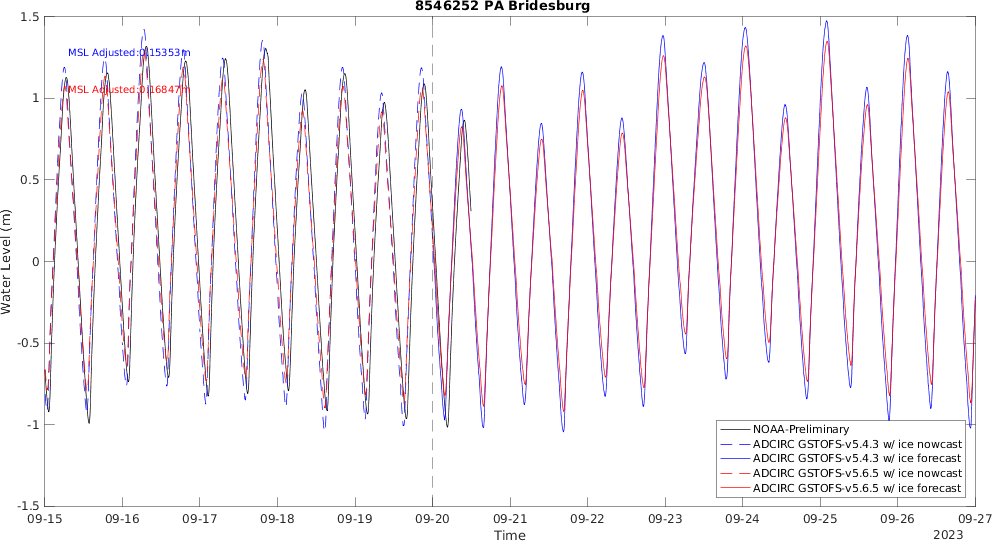 8546252 PA Bridesburg
1.5
MSL Adjusted:0.15353m
MSL Adjusted:0.16847m
1
0.5
Water Level (m)
0
-0.5
-1
NOAA-Preliminary
ADCIRC GSTOFS-v5.4.3 w/ ice nowcast
ADCIRC GSTOFS-v5.4.3 w/ ice forecast
ADCIRC GSTOFS-v5.6.5 w/ ice nowcast
ADCIRC GSTOFS-v5.6.5 w/ ice forecast
-1.5
09-15 09-16 09-17 09-18 09-19 09-20 09-21 09-22 09-23 09-24 09-25 09-26 09-27
Time
2023